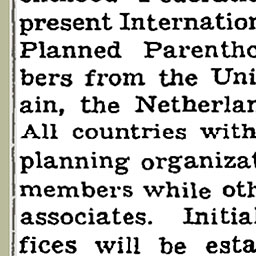 present Internation
Planned Parentho
bers from the Uni
ain, the Netherlan
All countries with
planning organizat
members while oth
associates. Initial
fices will be esta